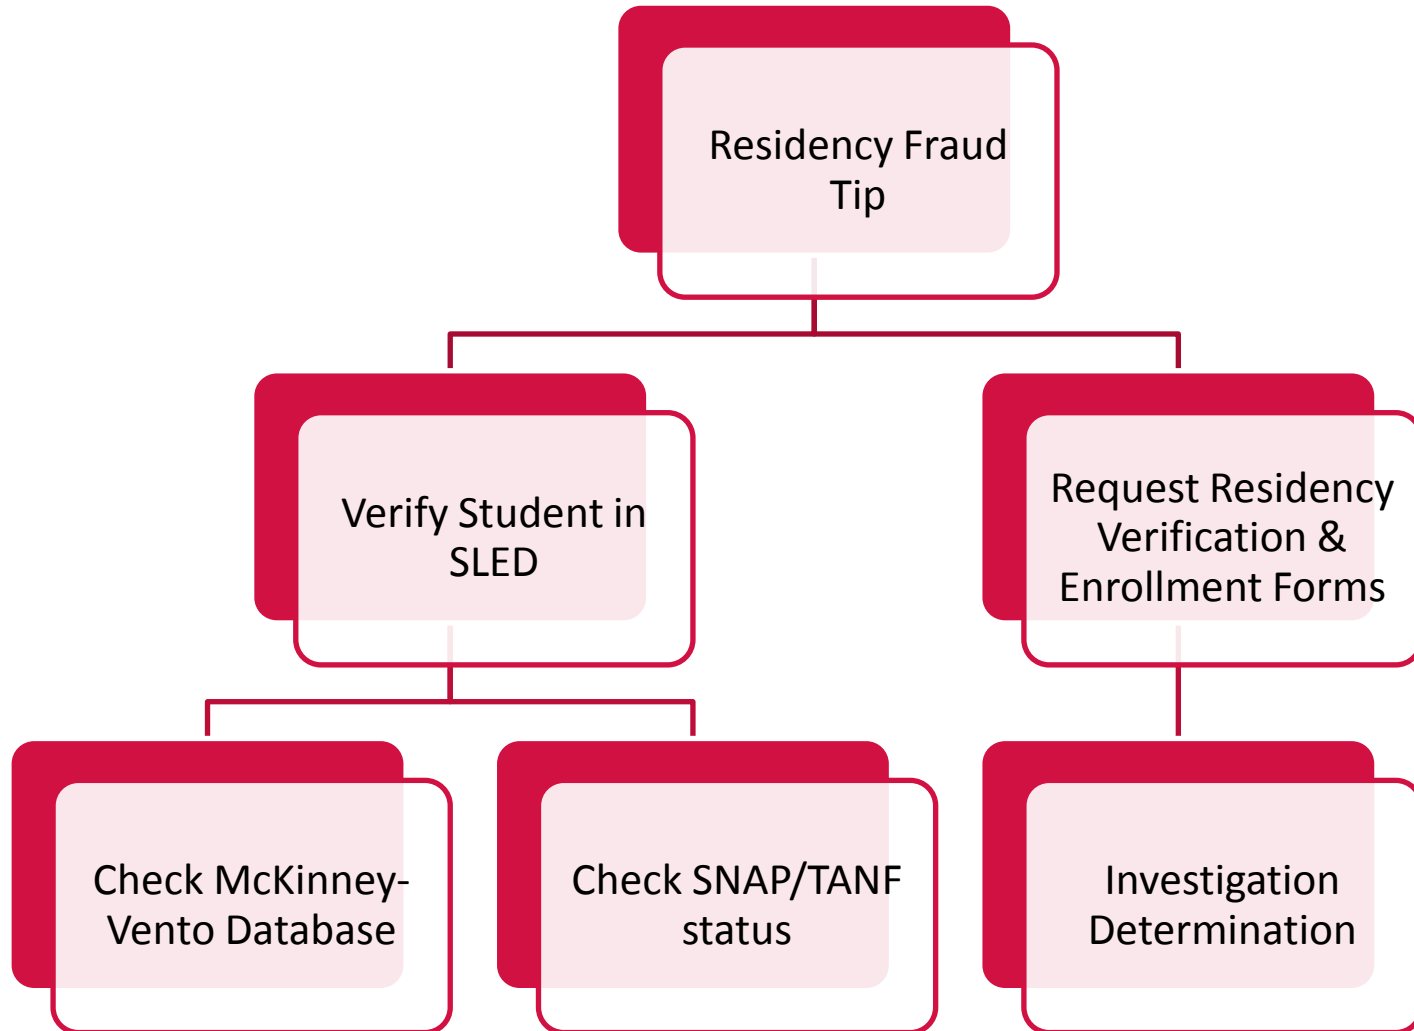 Residency Fraud
Tip
Verify Student in
SLED
Request Residency
Verification &
Enrollment Forms
Check McKinney-
Vento Database
Check SNAP/TANF
status
Investigation
Determination